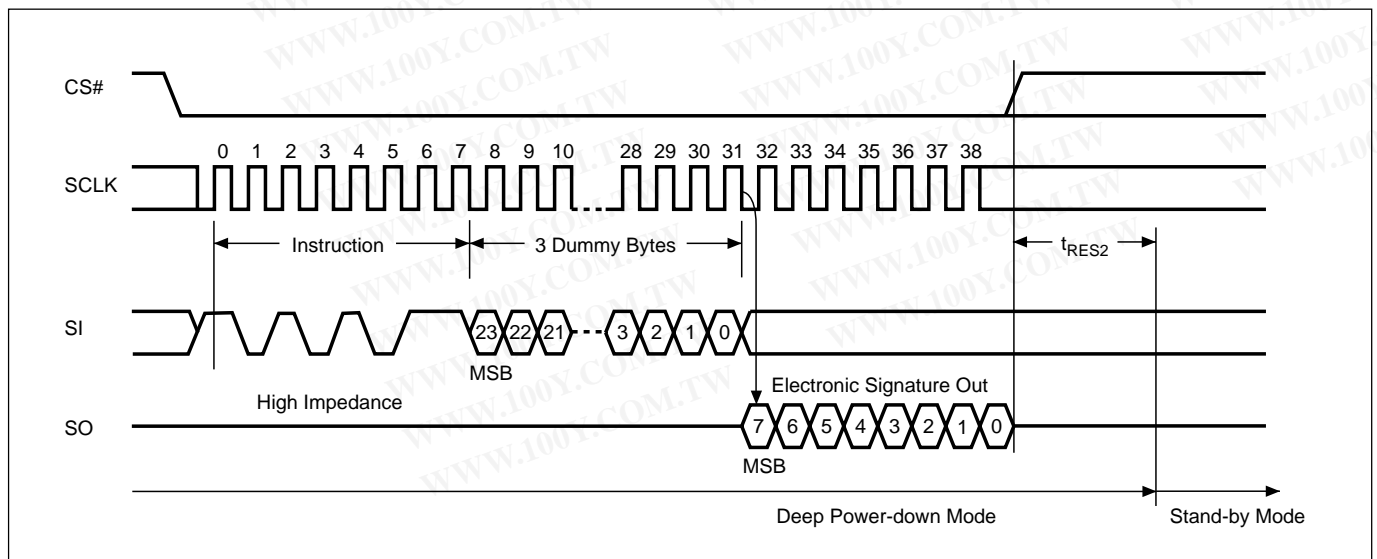 WWW.100Y.COM.TW
CS#
0 1 2 3 4 5 6 7 8 9 10 28 29 30 31 32 33 34 35 36 37 38
SCLK
Instruction 3 Dummy Bytes tRES2
SI 23 22 21 3 2 1 0
MSB
High Impedance Electronic Signature Out
SO 7 6 5 4 3 2 1 0
MSB
Deep Power-down Mode Stand-by Mode